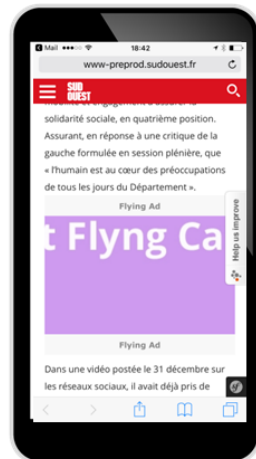 Mail 18:42
www-preprod.sudouest.fr
SUD
OUEST
solidarité sociale, en quatrième position.
Assurant, en réponse à une critique de la
gauche formulée en session plénière, que
« l'humain est au cœur des préoccupations
de tous les jours du Département ».
Flying Ad
t Flyng Ca
Help us improve
Flying Ad
Dans une vidéo postée le 31 décembre sur
les réseaux sociaux, il avait déjà pris de